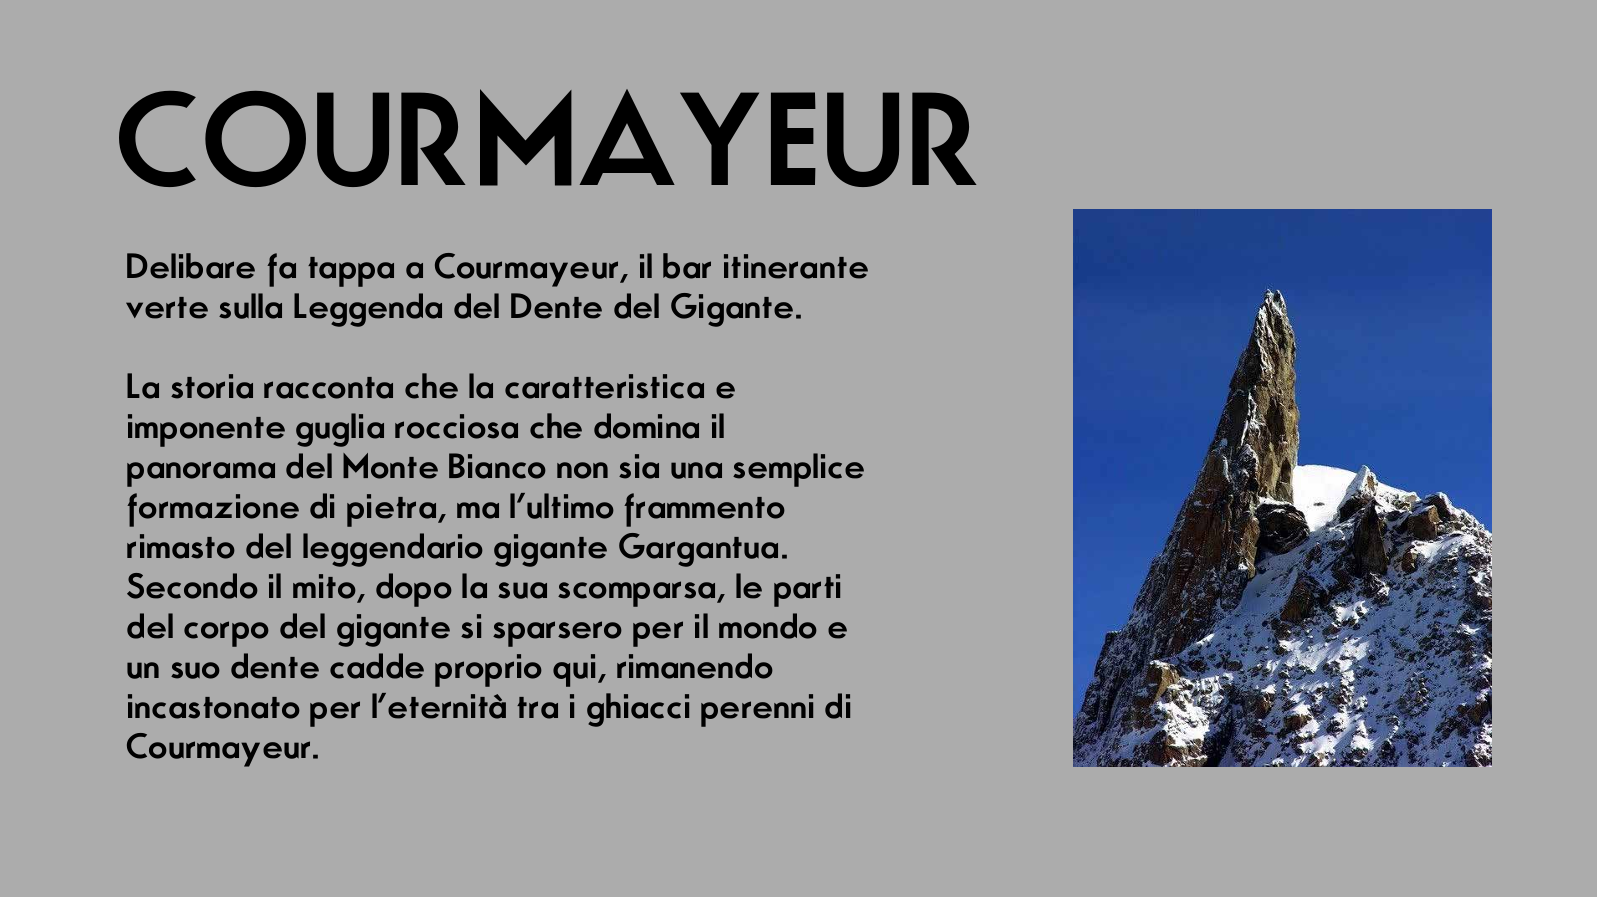 COURMAYEUR
Delibare fa tappa a Courmayeur, il bar itinerante
verte sulla Leggenda del Dente del Gigante.
La storia racconta che la caratteristica e
imponente guglia rocciosa che domina il
panorama del Monte Bianco non sia una semplice
formazione di pietra, ma l'ultimo frammento
rimasto del leggendario gigante Gargantua.
Secondo il mito, dopo la sua scomparsa, le parti
del corpo del gigante si sparsero per il mondo e
un suo dente cadde proprio qui, rimanendo
incastonato per l'eternità tra i ghiacci perenni di
Courmayeur.